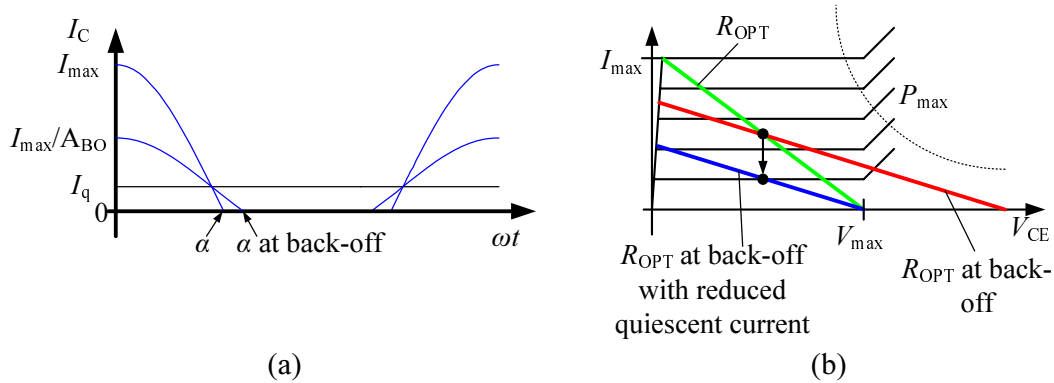 I_C
I_max
I_max/A_BO
I_q
0
α
α at back-off
ωt
(a)
R_OPT
I_max
P_max
V_max
V_CE
R_OPT at back-off
with reduced
quiescent current
R_OPT at back-
off
(b)